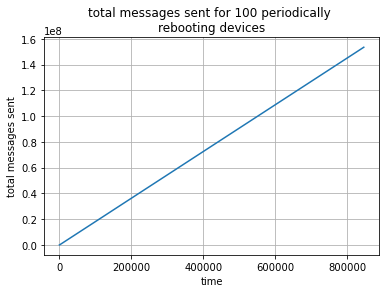 total messages sent for 100 periodically
rebooting devices
1e8
1.6
1.4
1.2
1.0
0.8
0.6
0.4
0.2
0.0
total messages sent
0 200000 400000 600000 800000
time